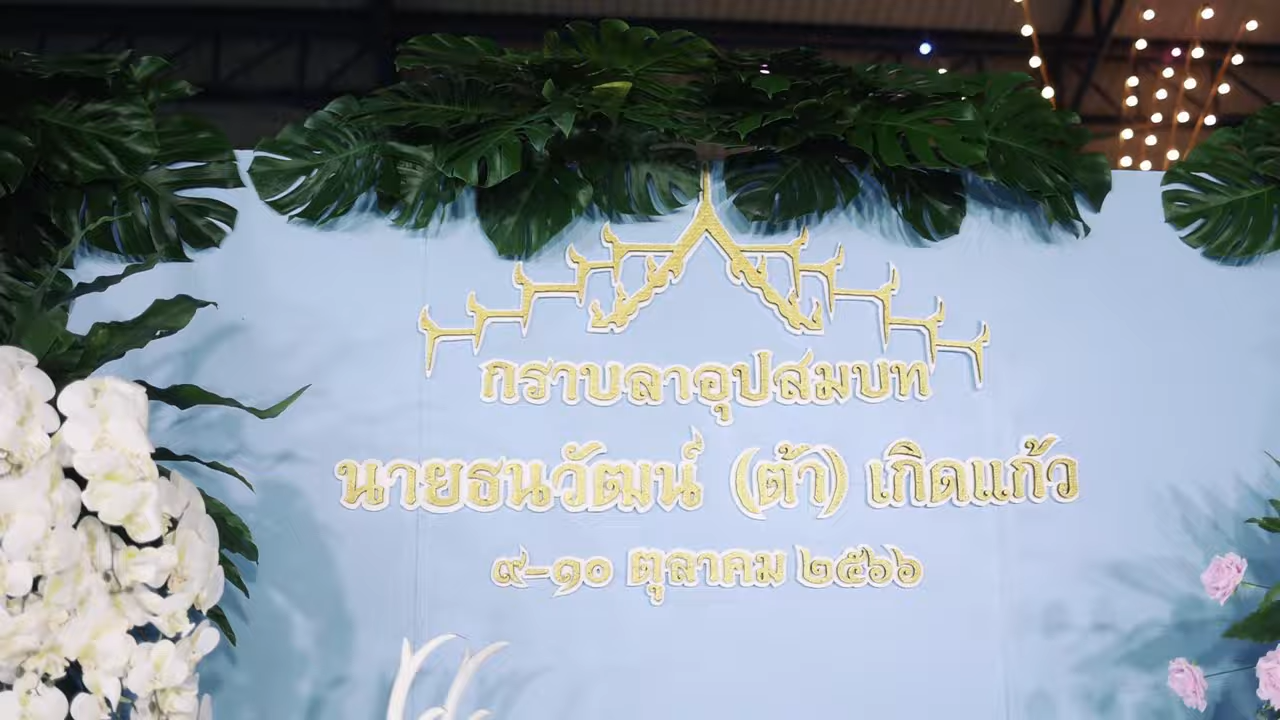 กราบลาอุปสมบท
นายธนวัฒน์ (ต้า) เกิดแก้ว
๙-๑๐ ตุลาคม ๒๕๖๖